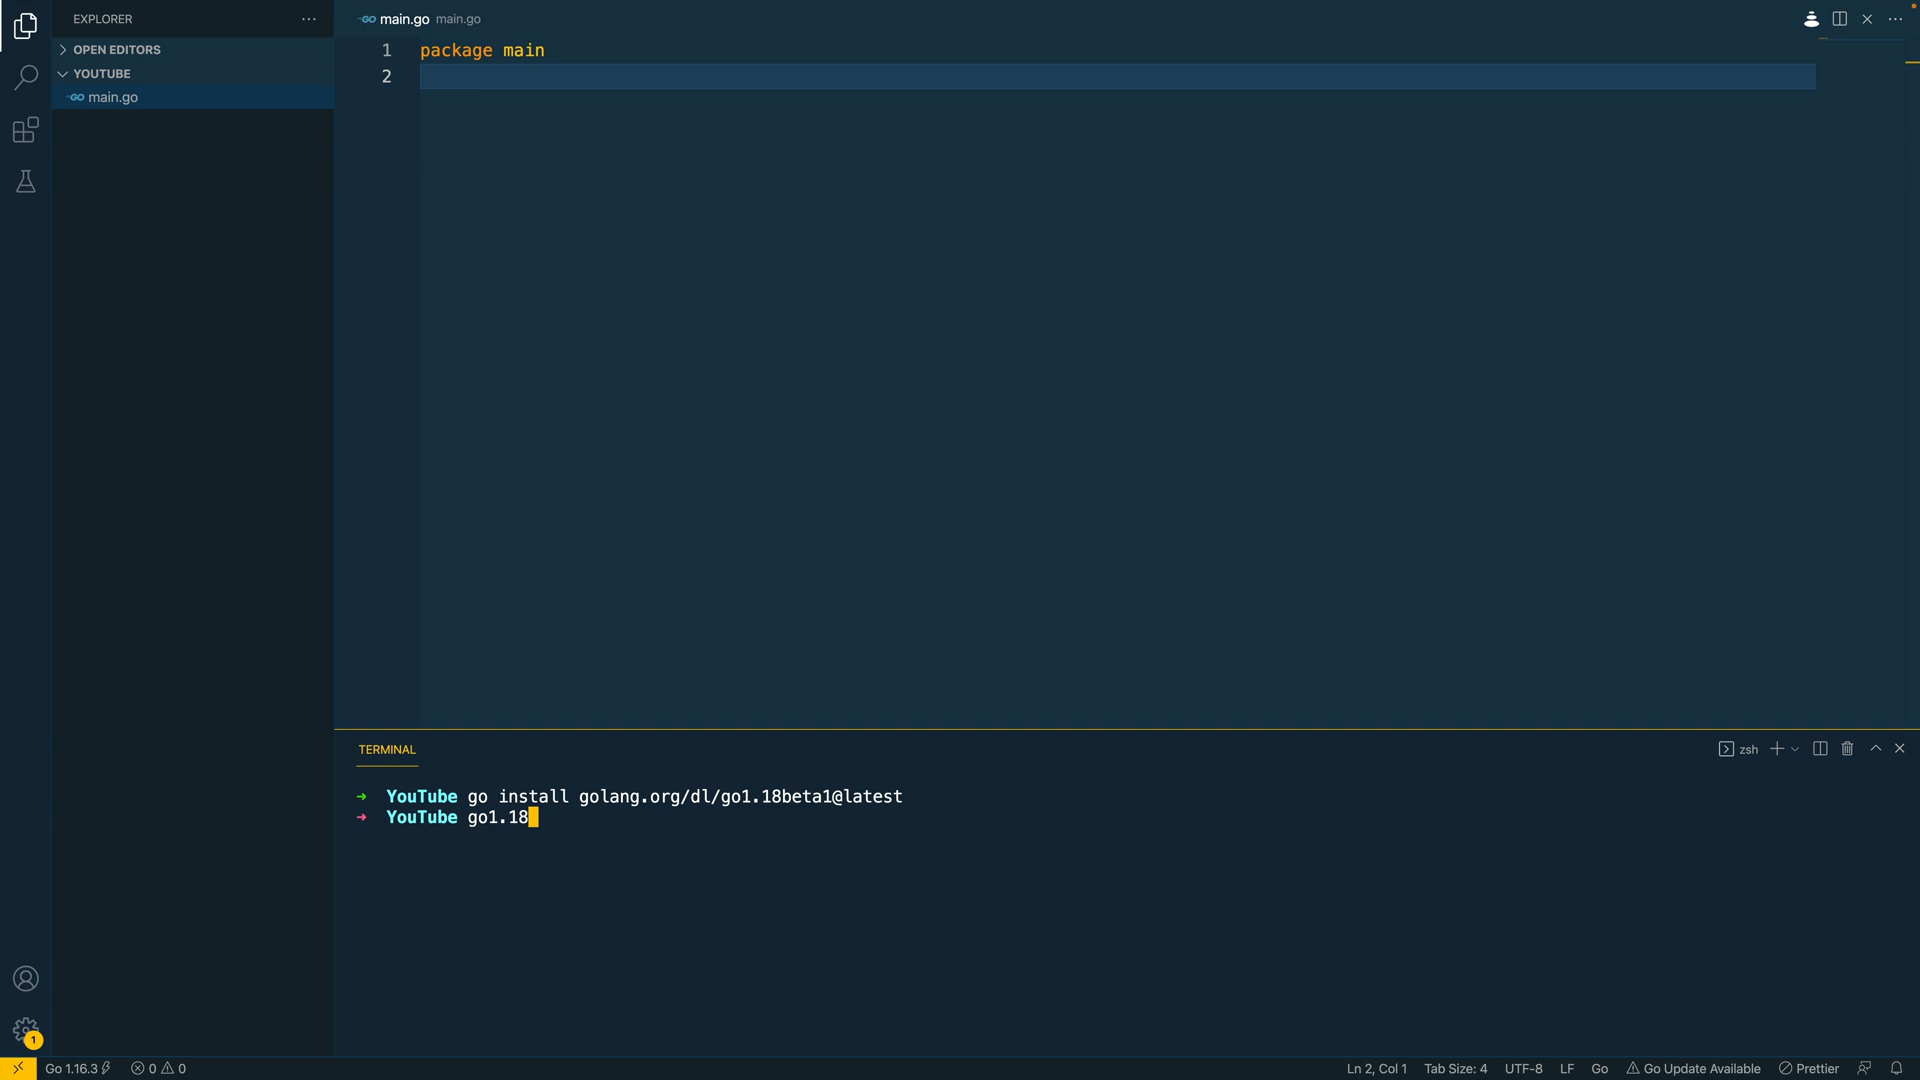 EXPLORER
OPEN EDITORS
YOUTUBE
GO main.go
GO main.go main.go
1 package main
2
TERMINAL
zsh
→ YouTube go install golang.org/dl/go1.18beta1@latest
→ YouTube go1.18
1
Go 1.16.3 0 0 Ln 2, Col 1 Tab Size: 4 UTF-8 LF Go Go Update Available Prettier